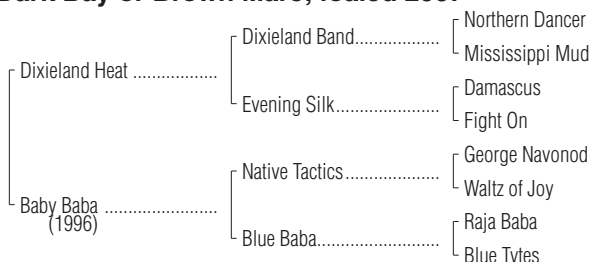 Dark Bay or Brown Mare; foaled 2007
Northern Dancer
Dixieland Band..................
Mississippi Mud
Dixieland Heat ..................
Damascus
Evening Silk......................
Fight On
George Navonod
Native Tactics....................
Waltz of Joy
Baby Baba ........................
(1996)
Raja Baba
Blue Baba..........................
Blue Tytes